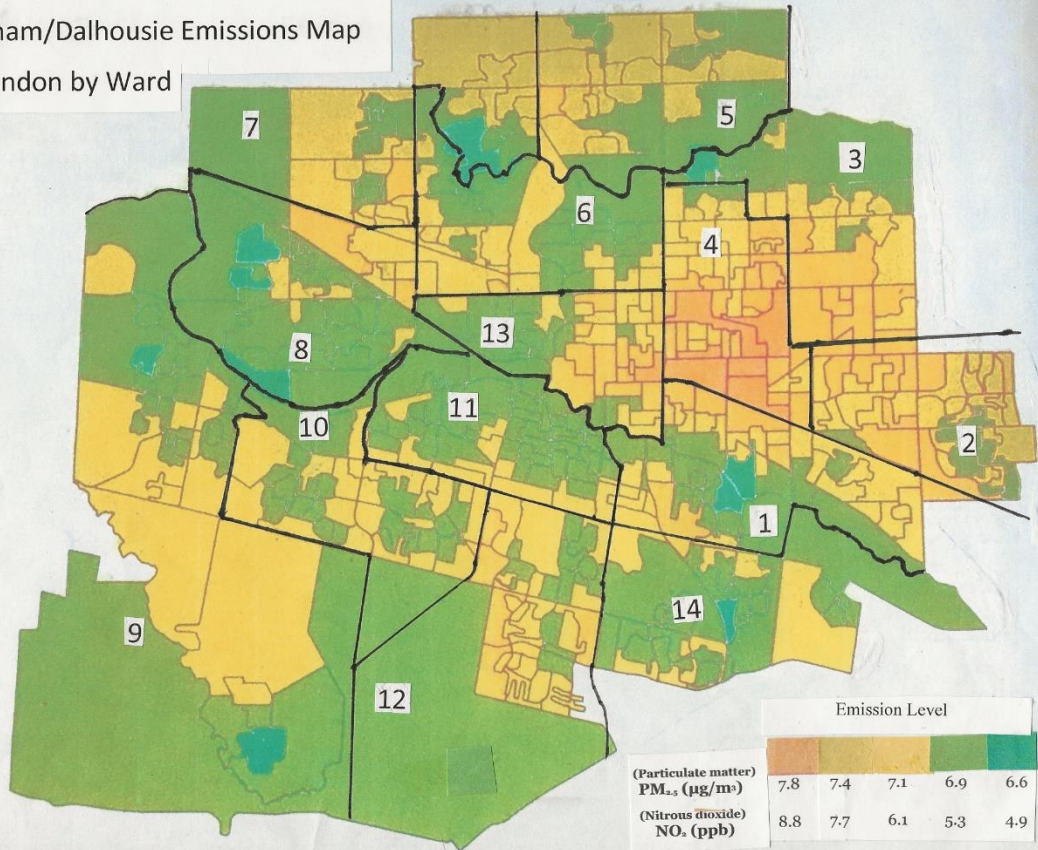 ham/Dalhousie Emissions Map
ndon by Ward
7
5
3
6
4
13
8
11
10
2
1
14
9
12
Emission Level
(Particulate matter)
PM₂.₅ (µg/m³) 7.8 7.4 7.1 6.9 6.6
(Nitrous dioxide)
NO₂ (ppb) 8.8 7.7 6.1 5.3 4.9